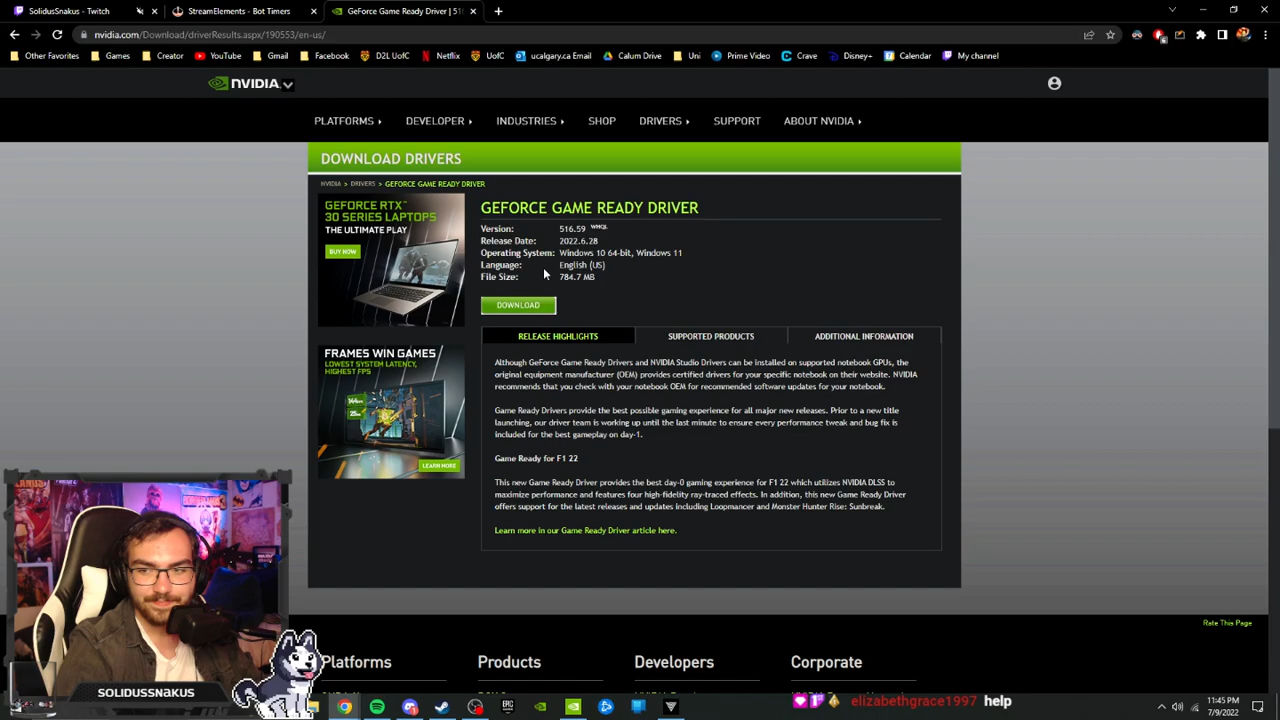 SolidusSnakus - Twitch
StreamElements - Bot Timers
GeForce Game Ready Driver | 516
nvidia.com/Download/driverResults.aspx/190553/en-us/
Other Favorites
Games
Creator
YouTube
Gmail
Facebook
D2L UofC
Netflix
UofC
ucalgary.ca Email
Calum Drive
Uni
Prime Video
Crave
Disney+
Calendar
My channel
NVIDIA.
PLATFORMS
DEVELOPER
INDUSTRIES
SHOP
DRIVERS
SUPPORT
ABOUT NVIDIA
DOWNLOAD DRIVERS
NVIDIA > DRIVERS > GEFORCE GAME READY DRIVER
GEFORCE RTX™
30 SERIES LAPTOPS
THE ULTIMATE PLAY
BUY NOW
FRAMES WIN GAMES
LOWEST SYSTEM LATENCY,
HIGHEST FPS
LEARN MORE
GEFORCE GAME READY DRIVER
Version: 516.59 WHQL
Release Date: 2022.6.28
Operating System: Windows 10 64-bit, Windows 11
Language: English (US)
File Size: 784.7 MB
DOWNLOAD
RELEASE HIGHLIGHTS
SUPPORTED PRODUCTS
ADDITIONAL INFORMATION
Although GeForce Game Ready Drivers and NVIDIA Studio Drivers can be installed on supported notebook GPUs, the
original equipment manufacturer (OEM) provides certified drivers for your specific notebook on their website. NVIDIA
recommends that you check with your notebook OEM for recommended software updates for your notebook.
Game Ready Drivers provide the best possible gaming experience for all major new releases. Prior to a new title
launching, our driver team is working up until the last minute to ensure every performance tweak and bug fix is
included for the best gameplay on day-1.
Game Ready for F1 22
This new Game Ready Driver provides the best day-0 gaming experience for F1 22 which utilizes NVIDIA DLSS to
maximize performance and features four high-fidelity ray-traced effects. In addition, this new Game Ready Driver
offers support for the latest releases and updates including Loopmancer and Monster Hunter Rise: Sunbreak.
Learn more in our Game Ready Driver article here.
Rate This Page
Platforms
Products
Developers
Corporate
SOLIDUSSNAKUS
elizabethgrace1997 help
11:45 PM
7/9/2022